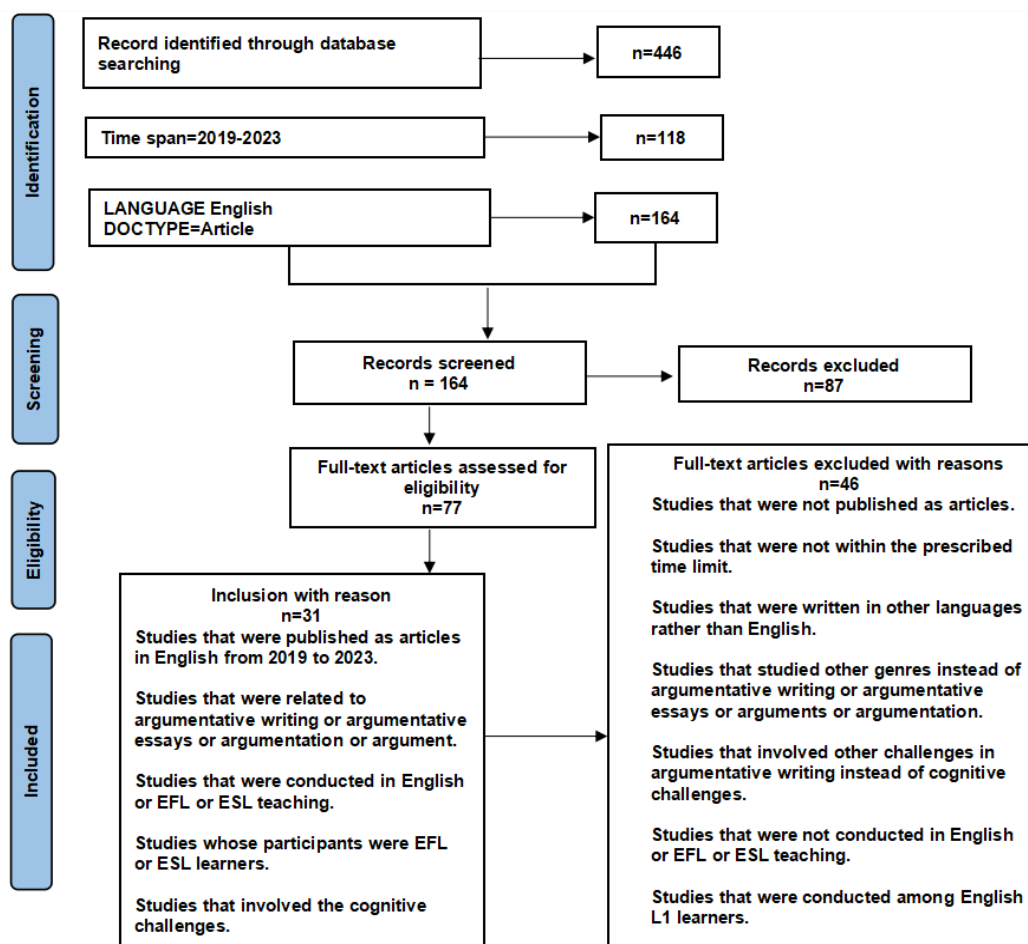 Identification
Record identified through database
searching
n=446
Time span=2019-2023
n=118
LANGUAGE English
DOCTYPE=Article
n=164
Screening
Records screened
n = 164
Records excluded
n=87
Eligibility
Full-text articles assessed for
eligibility
n=77
Full-text articles excluded with reasons
n=46
Studies that were not published as articles.
Studies that were not within the prescribed
time limit.
Studies that were written in other languages
rather than English.
Studies that studied other genres instead of
argumentative writing or argumentative
essays or arguments or argumentation.
Studies that involved other challenges in
argumentative writing instead of cognitive
challenges.
Studies that were not conducted in English
or EFL or ESL teaching.
Studies that were conducted among English
L1 learners.
Included
Inclusion with reason
n=31
Studies that were published as articles
in English from 2019 to 2023.
Studies that were related to
argumentative writing or argumentative
essays or argumentation or argument.
Studies that were conducted in English
or EFL or ESL teaching.
Studies whose participants were EFL
or ESL learners.
Studies that involved the cognitive
challenges.